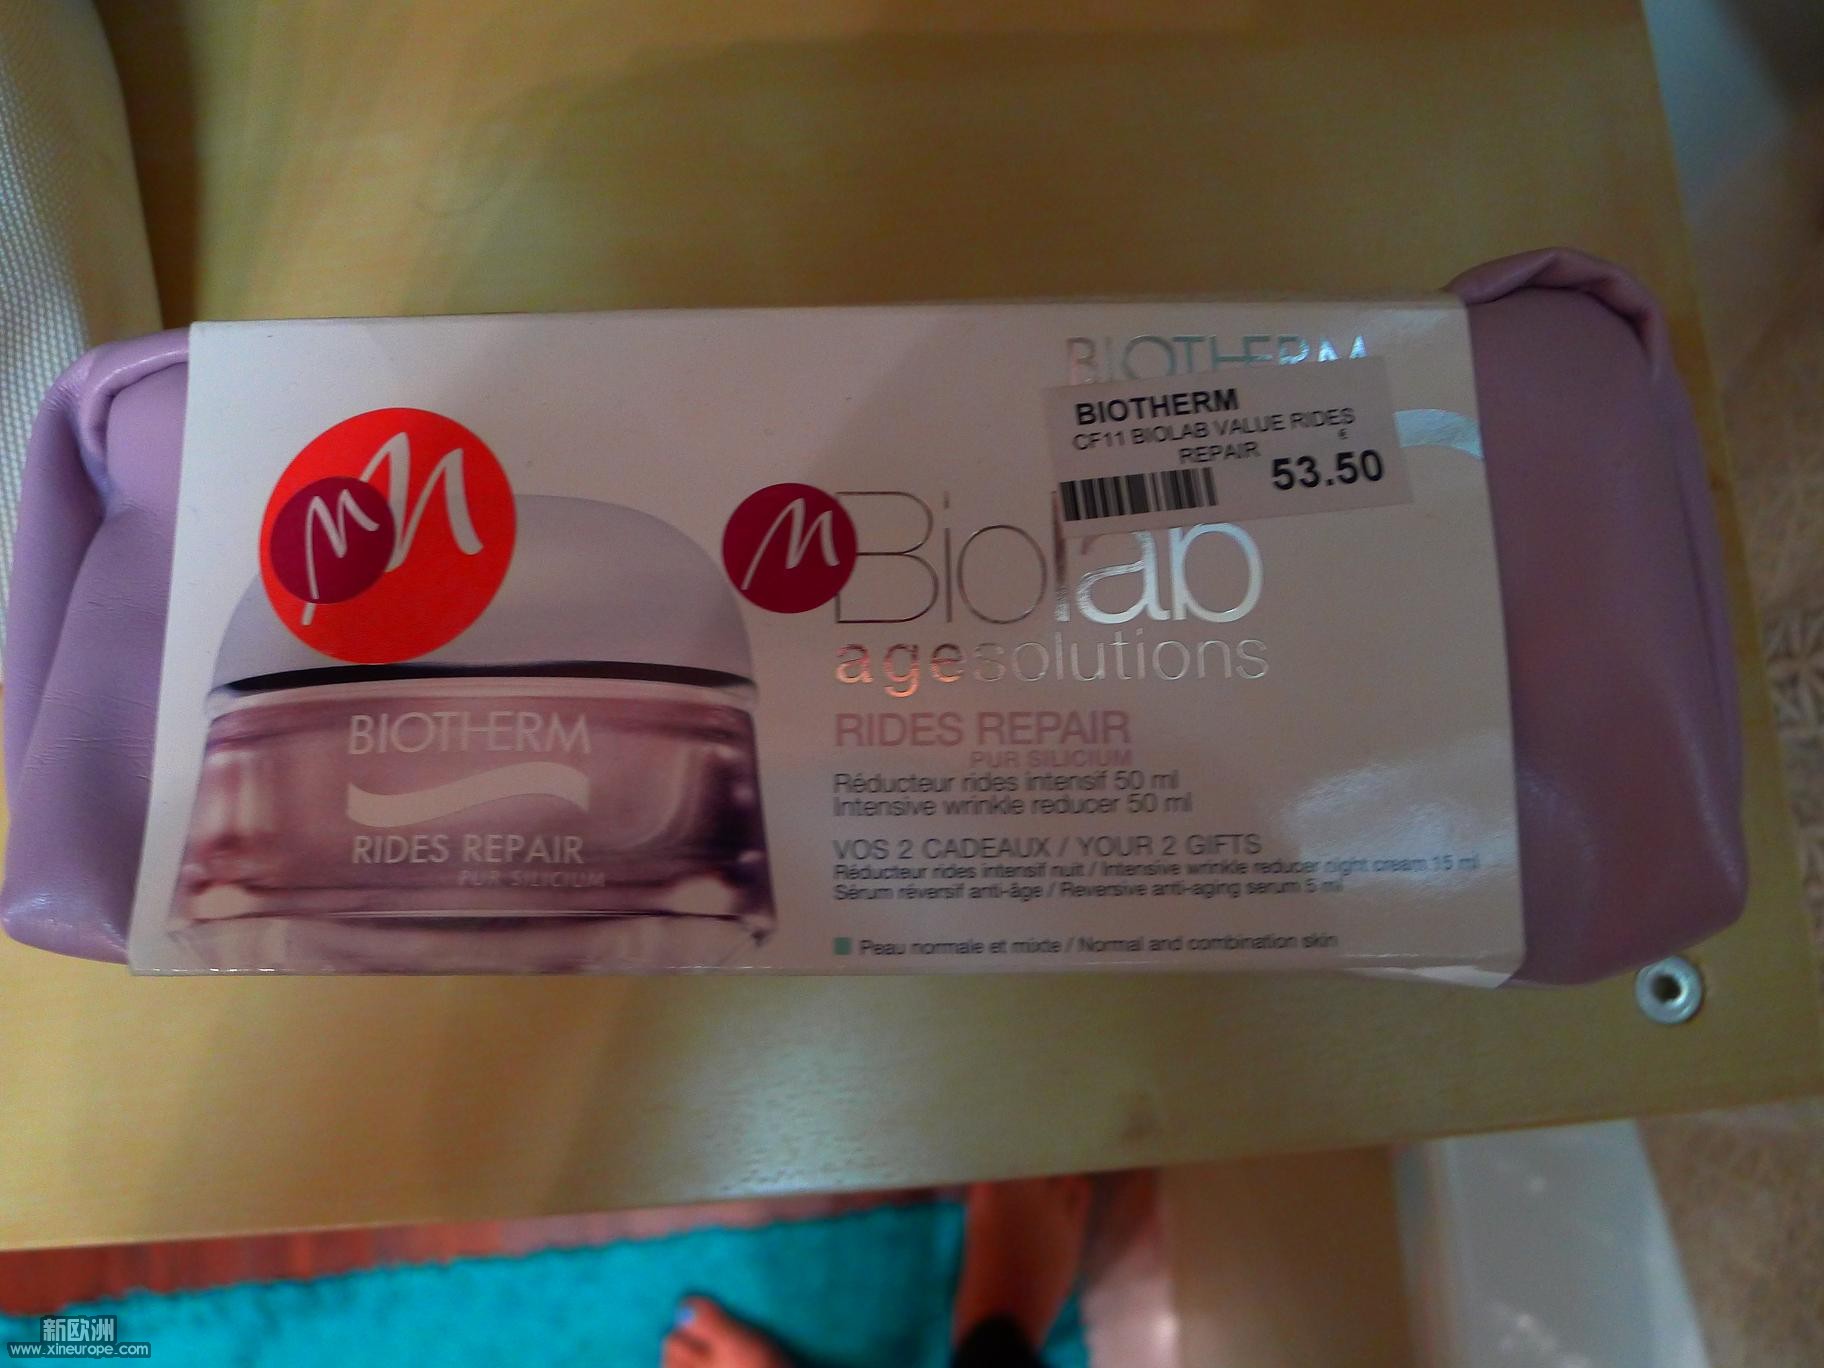 BIOTHERM
BIOTHERM
CF11 BIOLAB VALUE RIDES
REPAIR
€
53.50
Biolab
agesolutions
RIDES REPAIR
PUR SILICIUM
Réducteur rides intensif 50 ml
Intensive wrinkle reducer 50 ml
VOS 2 CADEAUX / YOUR 2 GIFTS
Réducteur rides intensif nuit / Intensive wrinkle reducer night cream 15 ml
Sérum réversif anti-âge / Reversive anti-aging serum 5 ml
Peau normale et mixte / Normal and combination skin
BIOTHERM
RIDES REPAIR
PUR SILICIUM
新欧洲
www.xineurope.com